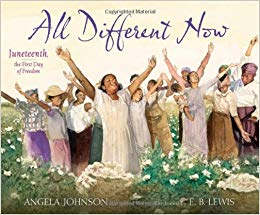 All Different Now
Juneteenth,
the First Day
of Freedom
ANGELA JOHNSON
E. B. LEWIS